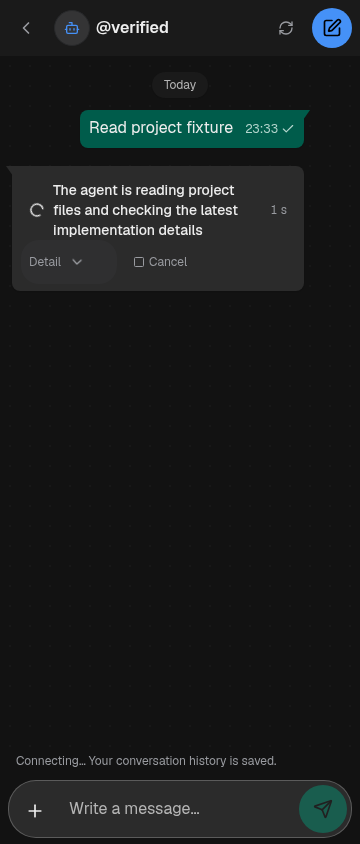 @verified
Today
Read project fixture 23:33
The agent is reading project
files and checking the latest
implementation details
1 s
Detail
Cancel
Connecting... Your conversation history is saved.
Write a message...